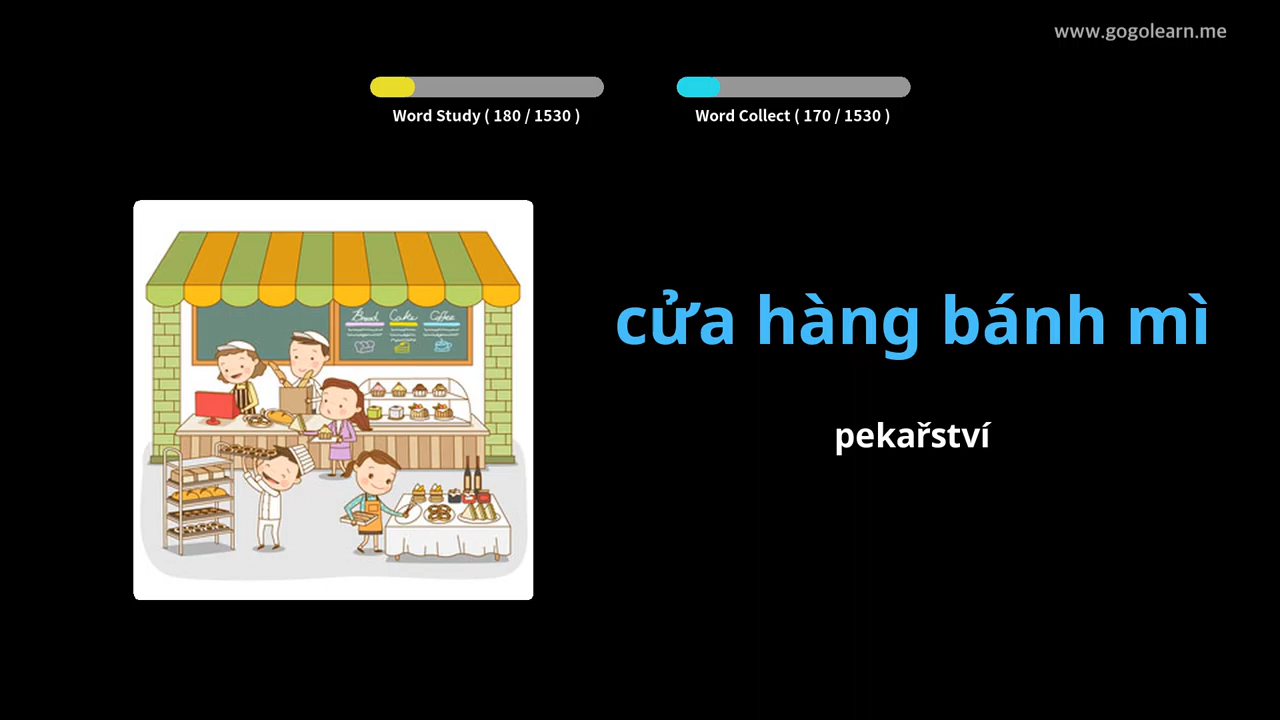 www.gogolearn.me
Word Study ( 180 / 1530 )
Word Collect ( 170 / 1530 )
Bread Cake Coffee
cửa hàng bánh mì
pekařství